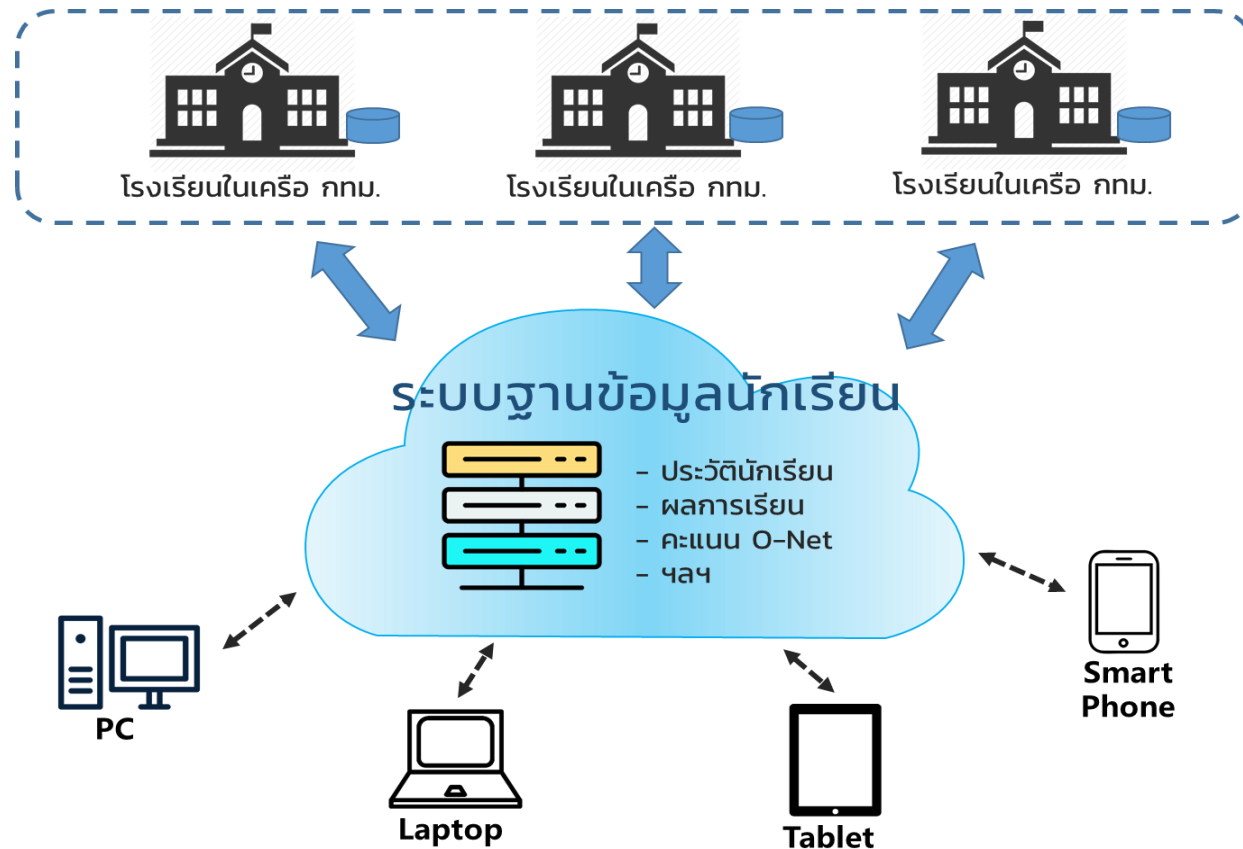 โรงเรียนในเครือ กทม.
โรงเรียนในเครือ กทม.
โรงเรียนในเครือ กทม.
ระบบฐานข้อมูลนักเรียน
- ประวัตินักเรียน
- ผลการเรียน
- คะแนน O-Net
- ฯลฯ
PC
Laptop
Tablet
Smart
Phone